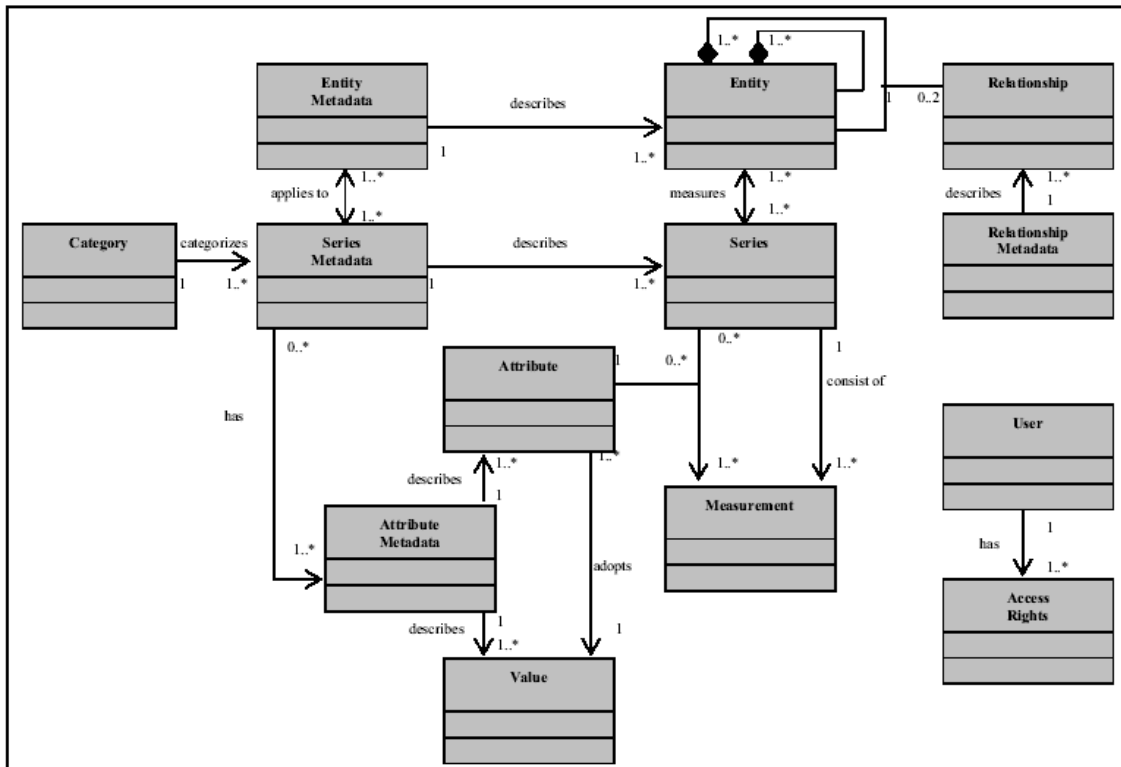 1..*
1..*
Entity
Metadata
Entity
Relationship
describes
1
0..2
1
1..*
1..*
1..*
1..*
applies to
measures
describes
1..*
1..*
1
Category
categorizes
Series
Metadata
describes
Series
Relationship
Metadata
1
1..*
1
1..*
0..*
0..*
1
Attribute
1
0..*
consist of
has
User
1..*
1..*
1..*
1..*
describes
1
Attribute
Metadata
Measurement
1
has
1..*
adopts
1..*
Access
Rights
1
describes
1..*
1
Value